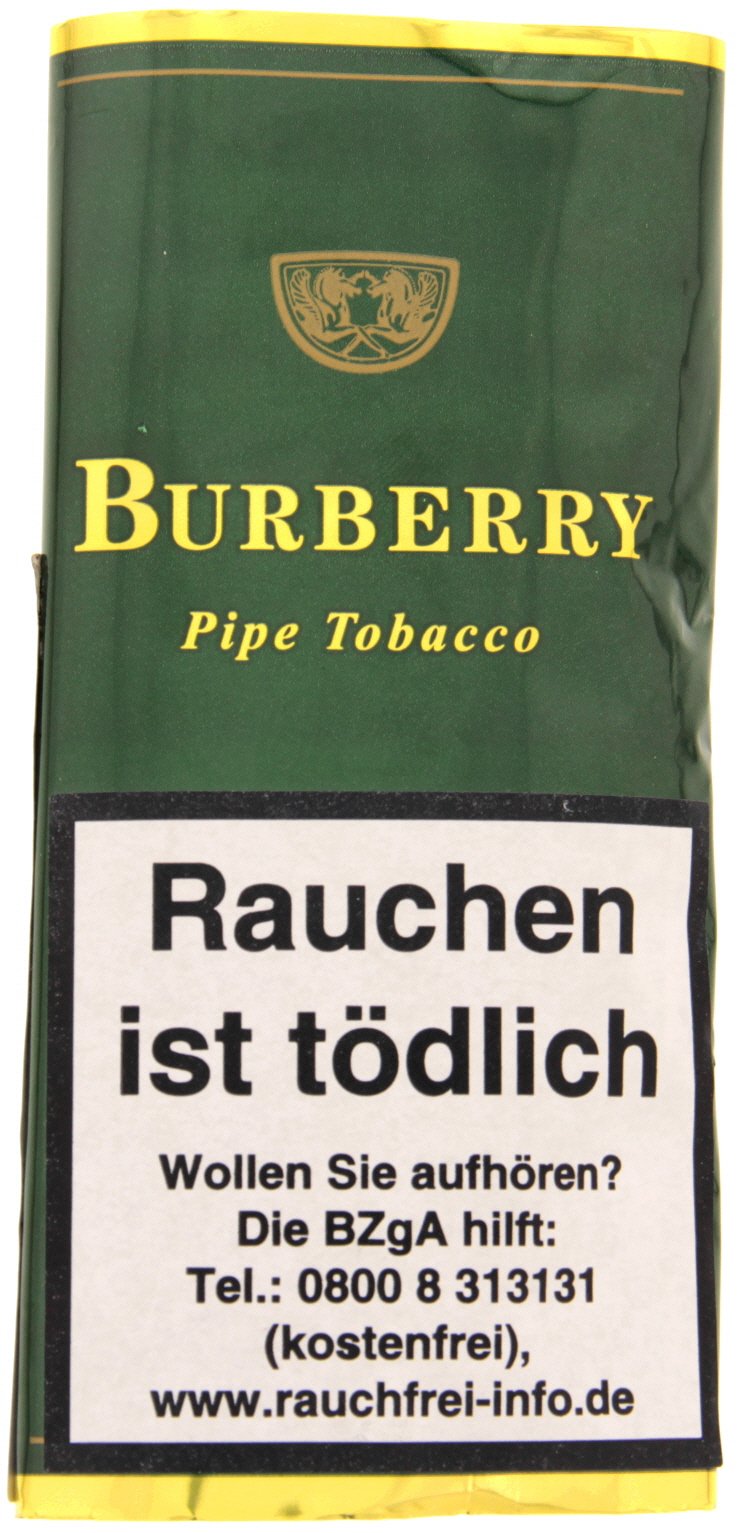 BURBERRY
Pipe Tobacco
Rauchen
ist tödlich
Wollen Sie aufhören?
Die BZgA hilft:
Tel.: 0800 8 313131
(kostenfrei),
www.rauchfrei-info.de